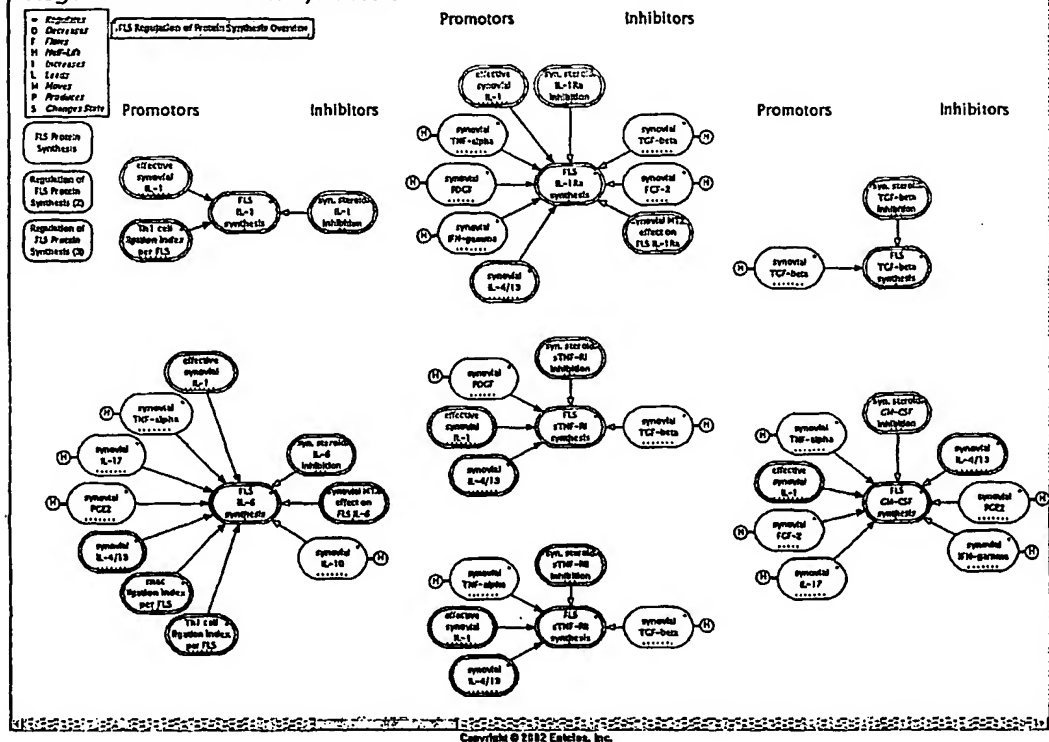 Promotors
Inhibitors
= Regulates
D Decreases
F Flows
H Half-Life
I Increases
L Leads
M Moves
P Produces
S Changes State
FLS Regulation of Protein Synthesis Overview
FLS Protein
Synthesis
Regulation of
FLS Protein
Synthesis (2)
Regulation of
FLS Protein
Synthesis (3)
Promotors
Inhibitors
effective
synovial
IL-1
Th1 cell
ligation index
per FLS
FLS
IL-1
synthesis
syn. steroid
IL-1
inhibition
effective
synovial
IL-1
syn. steroid
IL-1Ra
inhibition
H
synovial
TNF-alpha
H
synovial
PDGF
H
synovial
IFN-gamma
synovial
IL-4/13
FLS
IL-1Ra
synthesis
synovial
TGF-beta
H
synovial
FGF-2
H
synovial MTX
effect on
FLS IL-1Ra
Promotors
Inhibitors
syn. steroid
TGF-beta
inhibition
H
synovial
TGF-beta
FLS
TGF-beta
synthesis
effective
synovial
IL-1
H
synovial
TNF-alpha
H
synovial
IL-17
H
synovial
PGE2
synovial
IL-4/13
ligation index
per FLS
Th1 cell
ligation index
per FLS
FLS
IL-6
synthesis
syn. steroid
IL-6
inhibition
synovial MTX
effect on
FLS IL-6
synovial
IL-10
H
syn. steroid
sTNF-RI
inhibition
H
synovial
PDGF
effective
synovial
IL-1
synovial
IL-4/13
FLS
sTNF-RI
synthesis
synovial
TGF-beta
H
syn. steroid
sTNF-RII
inhibition
H
synovial
TNF-alpha
effective
synovial
IL-1
synovial
IL-4/13
FLS
sTNF-RII
synthesis
synovial
TGF-beta
H
syn. steroid
GM-CSF
inhibition
H
synovial
TNF-alpha
effective
synovial
IL-1
H
synovial
FGF-2
H
synovial
IL-17
FLS
GM-CSF
synthesis
synovial
IL-4/13
synovial
PGE2
H
synovial
IFN-gamma
H
Copyright © 2002 Entelos, Inc.